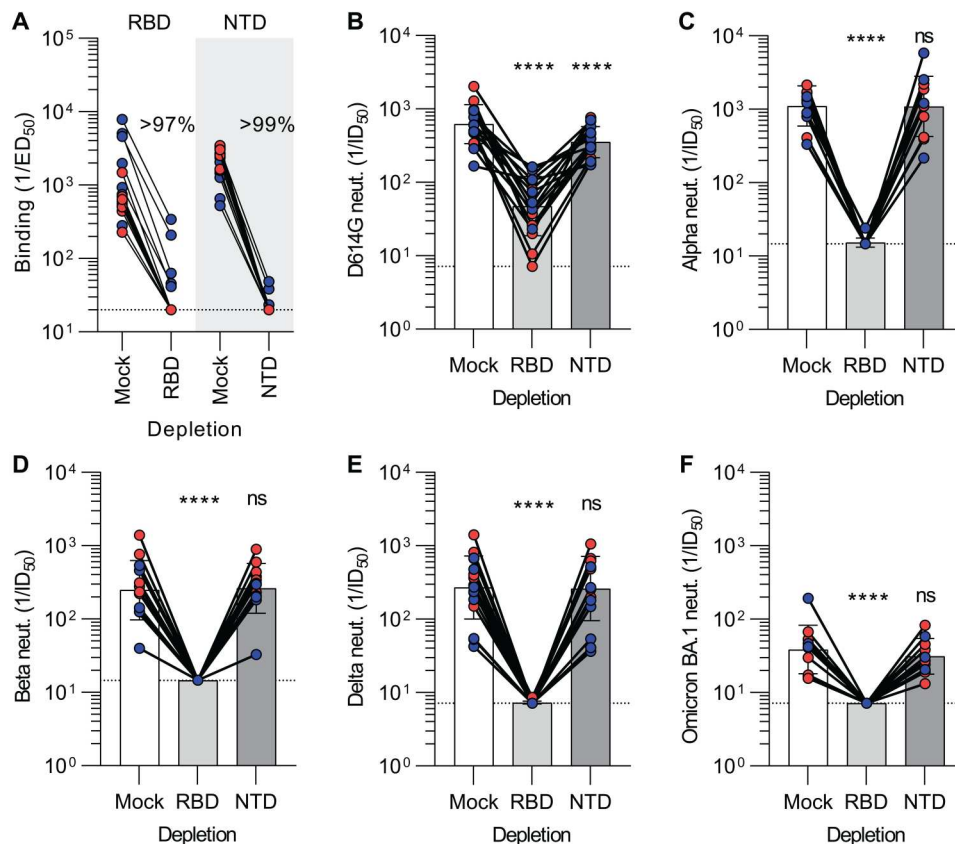 A
RBD NTD
Binding (1/ED50)
10^5
10^4
10^3
10^2
10^1
>97% >99%
Mock RBD Mock NTD
Depletion
B
D614G neut. (1/ID50)
10^4
10^3
10^2
10^1
10^0
**** ****
Mock RBD NTD
Depletion
C
Alpha neut. (1/ID50)
10^4
10^3
10^2
10^1
10^0
**** ns
Mock RBD NTD
Depletion
D
Beta neut. (1/ID50)
10^4
10^3
10^2
10^1
10^0
**** ns
Mock RBD NTD
Depletion
E
Delta neut. (1/ID50)
10^4
10^3
10^2
10^1
10^0
**** ns
Mock RBD NTD
Depletion
F
Omicron BA.1 neut. (1/ID50)
10^4
10^3
10^2
10^1
10^0
**** ns
Mock RBD NTD
Depletion